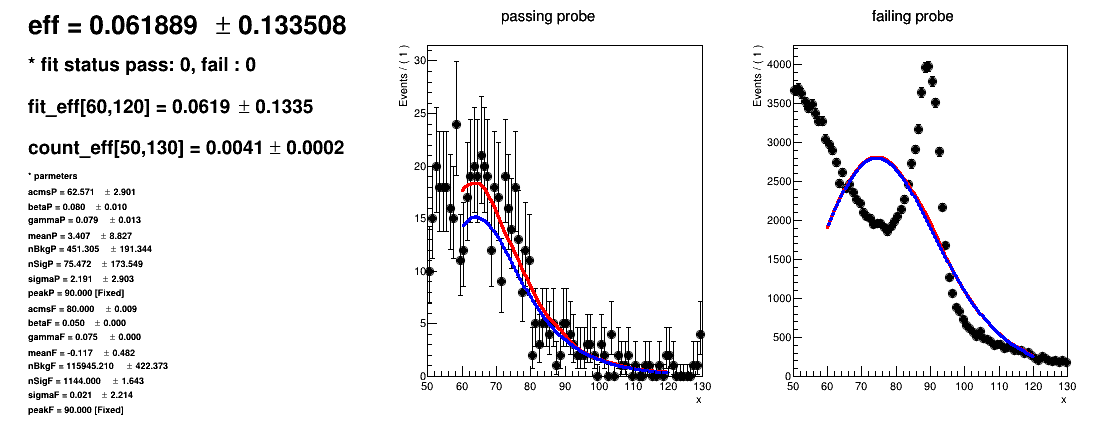 eff = 0.061889 ± 0.133508
* fit status pass: 0, fail : 0
fit_eff[60,120] = 0.0619 ± 0.1335
count_eff[50,130] = 0.0041 ± 0.0002
* parmeters
acmsP = 62.571 ± 2.901
betaP = 0.080 ± 0.010
gammaP = 0.079 ± 0.013
meanP = 3.407 ± 8.827
nBkgP = 451.305 ± 191.344
nSigP = 75.472 ± 173.549
sigmaP = 2.191 ± 2.903
peakP = 90.000 [Fixed]
acmsF = 80.000 ± 0.009
betaF = 0.050 ± 0.000
gammaF = 0.075 ± 0.000
meanF = -0.117 ± 0.482
nBkgF = 115945.210 ± 422.373
nSigF = 1144.000 ± 1.643
sigmaF = 0.021 ± 2.214
peakF = 90.000 [Fixed]
passing probe
Events / ( 1 )
30
25
20
15
10
5
0
50 60 70 80 90 100 110 120 130
x
failing probe
Events / ( 1 )
4000
3500
3000
2500
2000
1500
1000
500
0
50 60 70 80 90 100 110 120 130
x